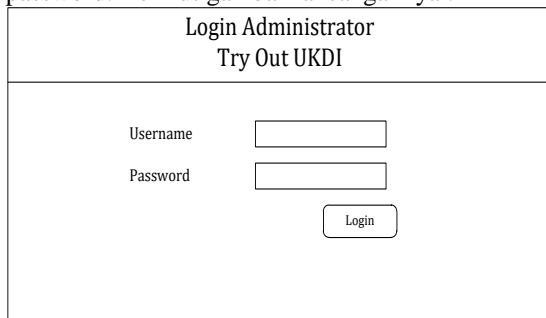 Login Administrator
Try Out UKDI
Username
Password
Login